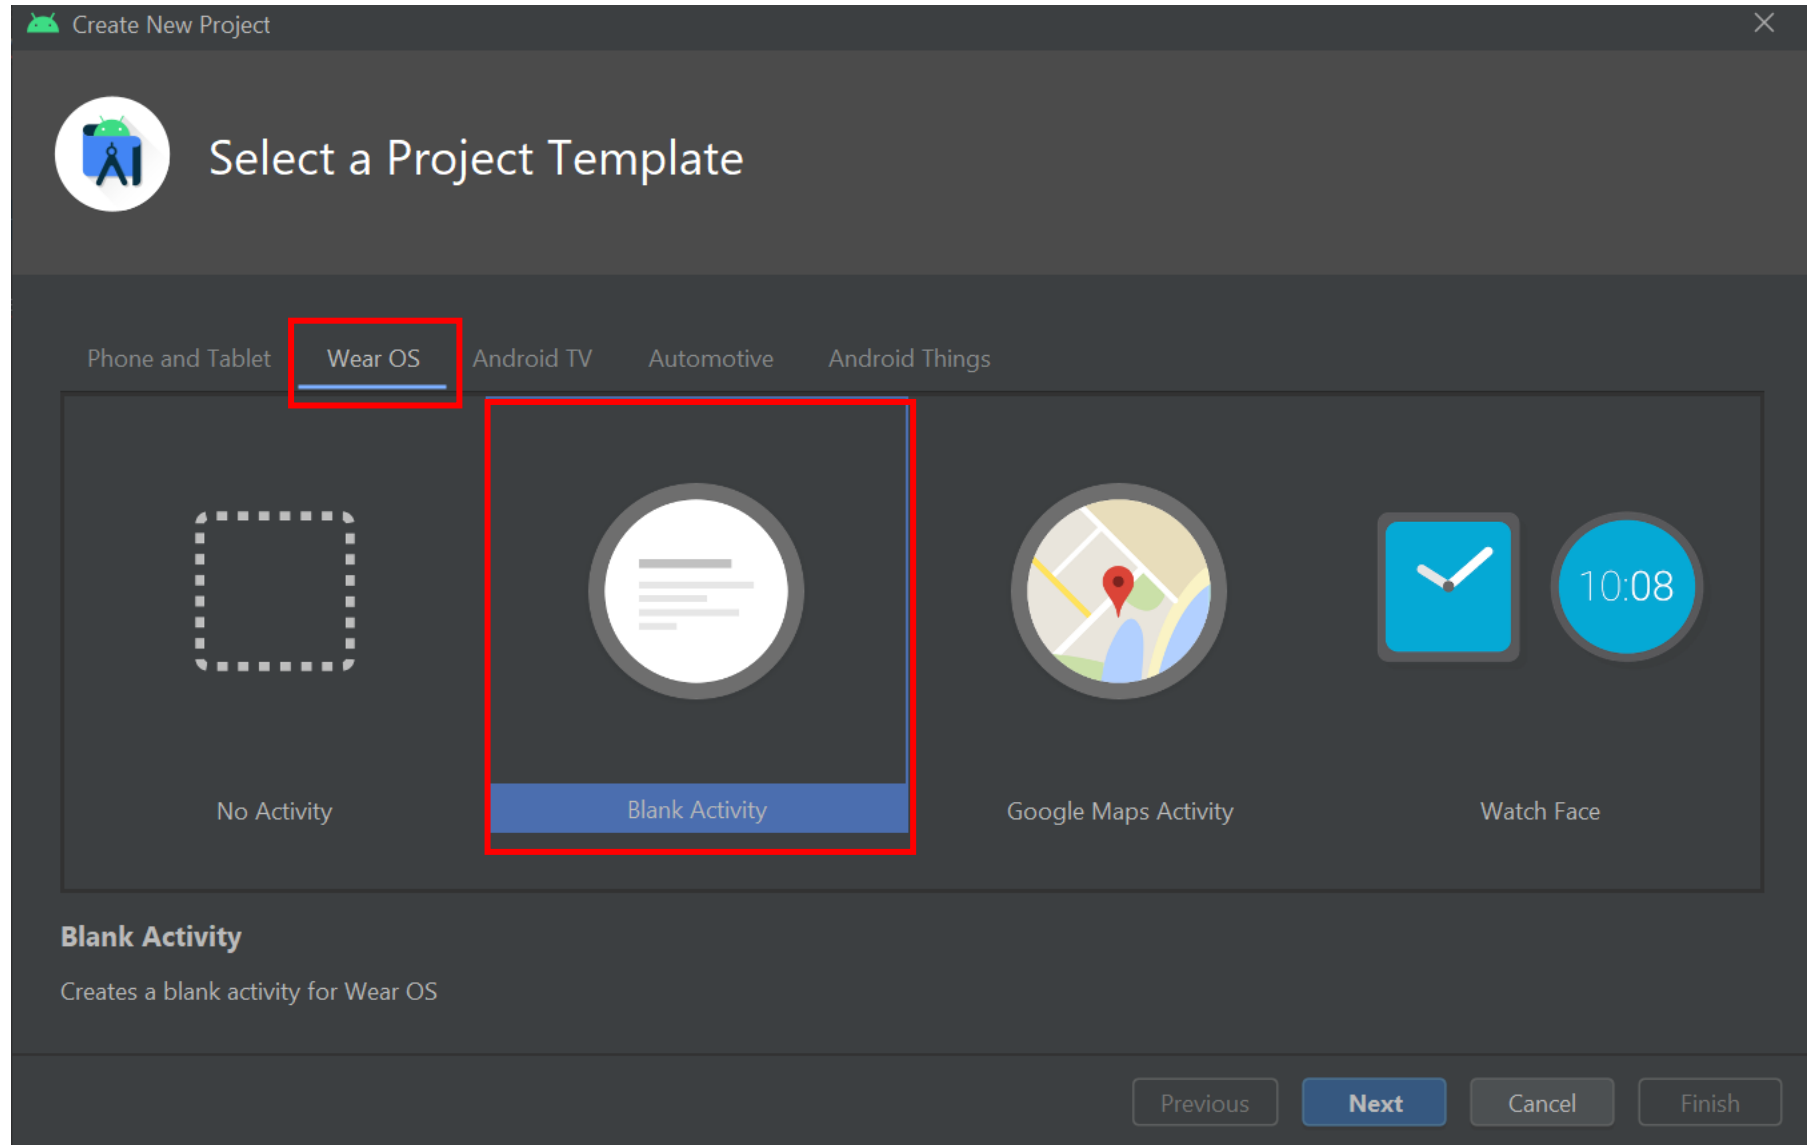 Create New Project
Select a Project Template
Phone and Tablet Wear OS Android TV Automotive Android Things
10:08
No Activity Blank Activity Google Maps Activity Watch Face
Blank Activity
Creates a blank activity for Wear OS
Previous Next Cancel Finish